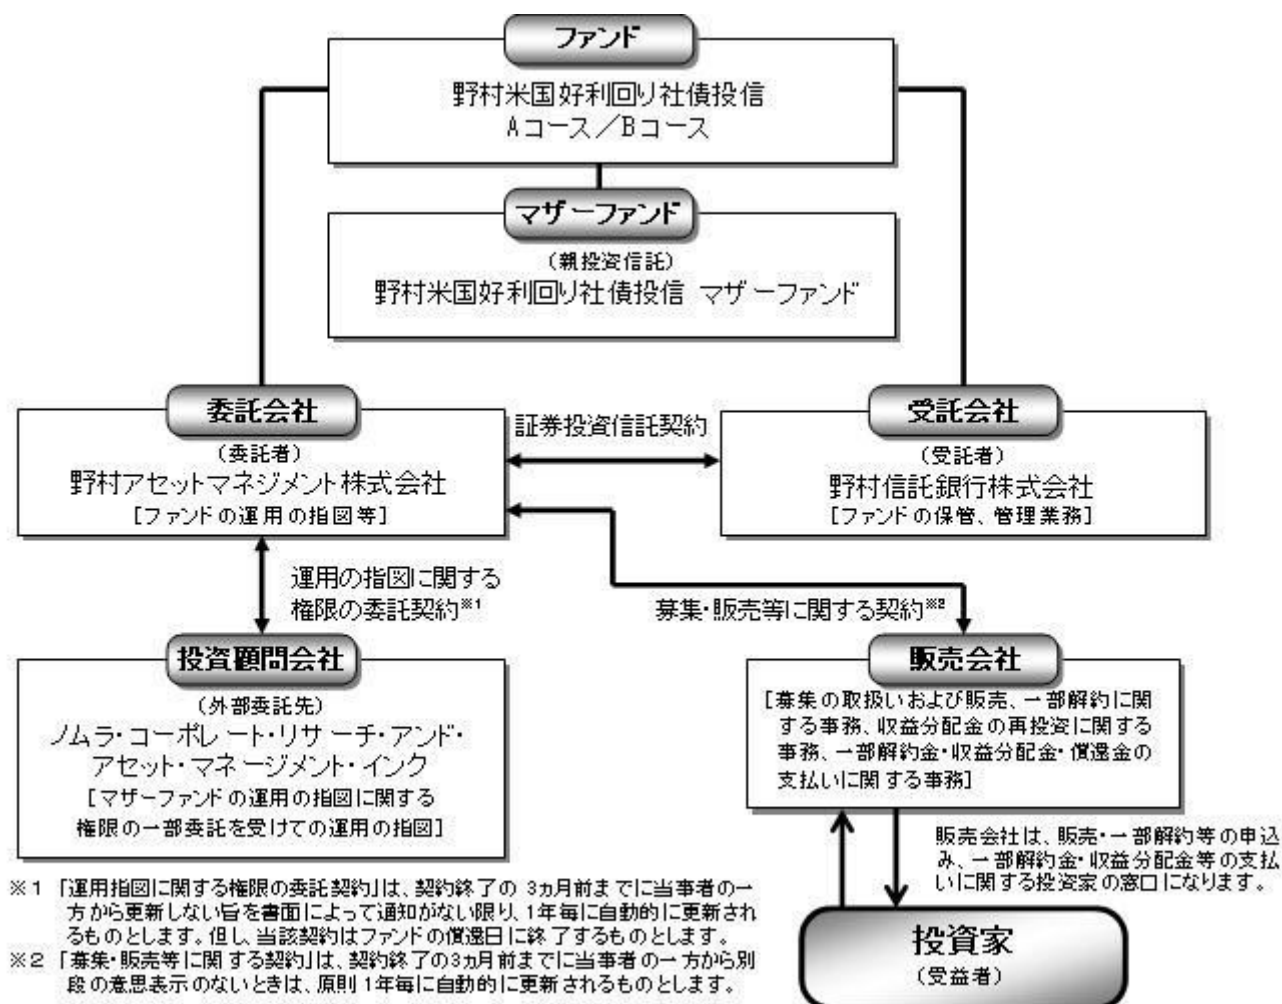 ファンド
野村米国好利回り社債投信
Aコース／Bコース
マザーファンド
（親投資信託）
野村米国好利回り社債投信 マザーファンド
委託会社
（委託者）
野村アセットマネジメント株式会社
［ファンドの運用の指図等］
証券投資信託契約
受託会社
（受託者）
野村信託銀行株式会社
［ファンドの保管、管理業務］
運用の指図に関する
権限の委託契約※1
募集・販売等に関する契約※2
投資顧問会社
（外部委託先）
ノムラ・コーポレート・リサーチ・アンド・
アセット・マネージメント・インク
［マザーファンドの運用の指図に関する
権限の一部委託を受けての運用の指図］
販売会社
［募集の取扱いおよび販売、一部解約に関
する事務、収益分配金の再投資に関する
事務、一部解約金・収益分配金・償還金の
支払いに関する事務］
販売会社は、販売・一部解約等の申込
み、一部解約金・収益分配金等の支払
いに関する投資家の窓口になります。
投資家
（受益者）
※1 「運用指図に関する権限の委託契約」は、契約終了の3ヵ月前までに当事者の一
方から更新しない旨を書面によって通知がない限り、1年毎に自動的に更新され
るものとします。但し、当該契約はファンドの償還日に終了するものとします。
※2 「募集・販売等に関する契約」は、契約終了の3ヵ月前までに当事者の一方から別
段の意思表示のないときは、原則1年毎に自動的に更新されるものとします。